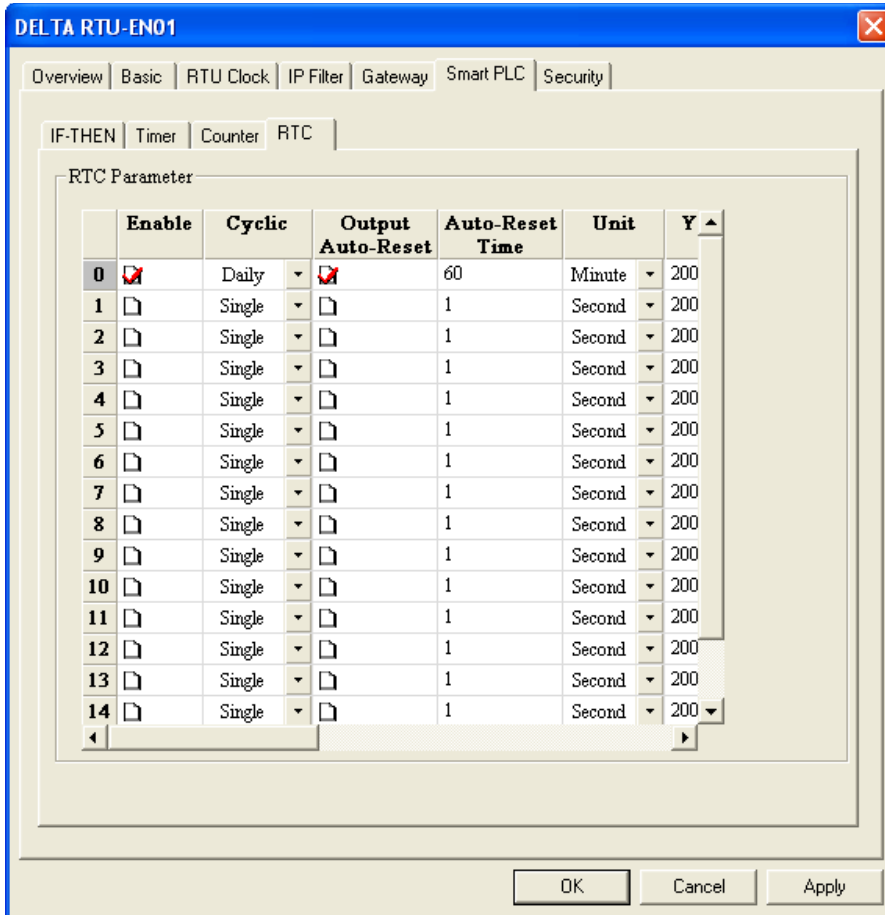 DELTA RTU-EN01
Overview Basic RTU Clock IP Filter Gateway Smart PLC Security
IF-THEN Timer Counter RTC
RTC Parameter
Enable Cyclic Output Auto-Reset Auto-Reset Time Unit Y
0 Daily 60 Minute 200
1 Single 1 Second 200
2 Single 1 Second 200
3 Single 1 Second 200
4 Single 1 Second 200
5 Single 1 Second 200
6 Single 1 Second 200
7 Single 1 Second 200
8 Single 1 Second 200
9 Single 1 Second 200
10 Single 1 Second 200
11 Single 1 Second 200
12 Single 1 Second 200
13 Single 1 Second 200
14 Single 1 Second 200
OK Cancel Apply